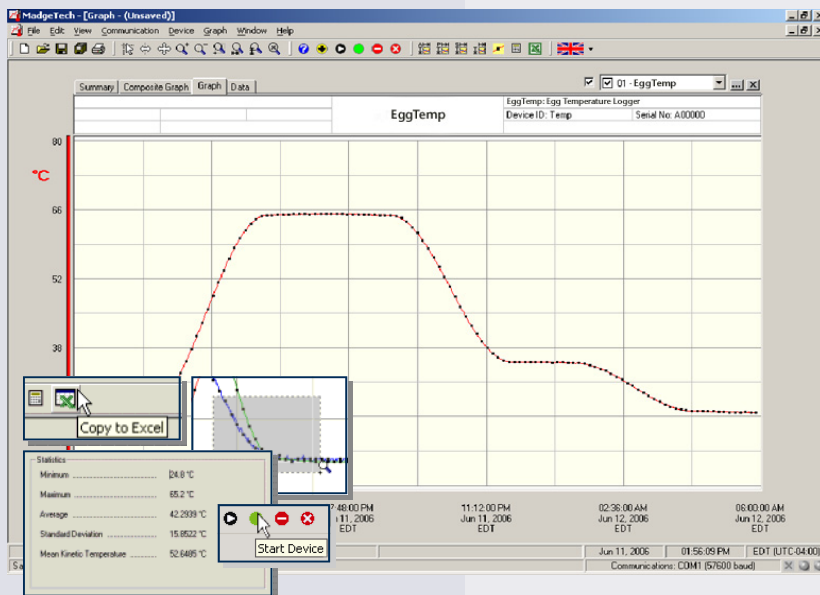 MadgeTech - [Graph - (Unsaved)]
File Edit View Communication Device Graph Window Help
Summary Composite Graph Graph Data
01 - EggTemp
EggTemp
EggTemp: Egg Temperature Logger
Device ID: Temp Serial No: A00000
80
°C
66
52
38
Copy to Excel
Statistics
Minimum ........................ 24.8 °C
Maximum ........................ 65.2 °C
Average ........................ 42.2939 °C
Standard Deviation ............. 15.8522 °C
Mean Kinetic Temperature ......... 52.6485 °C
Start Device
7:48:00 PM 11:12:00 PM 02:36:00 AM 06:00:00 AM
11, 2006 Jun 11, 2006 Jun 12, 2006 Jun 12, 2006
EDT EDT EDT EDT
Jun 11, 2006 01:56:09 PM EDT (UTC-04:00)
Communications: COM1 (57600 baud)